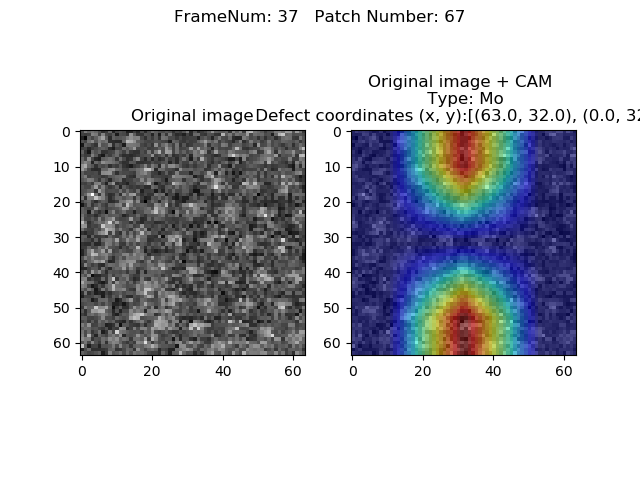 FrameNum: 37   Patch Number: 67
Original image + CAM
Type: Mo
Original image
Defect coordinates (x, y):[(63.0, 32.0), (0.0, 32
0
10
20
30
40
50
60
0 20 40 60
0
10
20
30
40
50
60
0 20 40 60